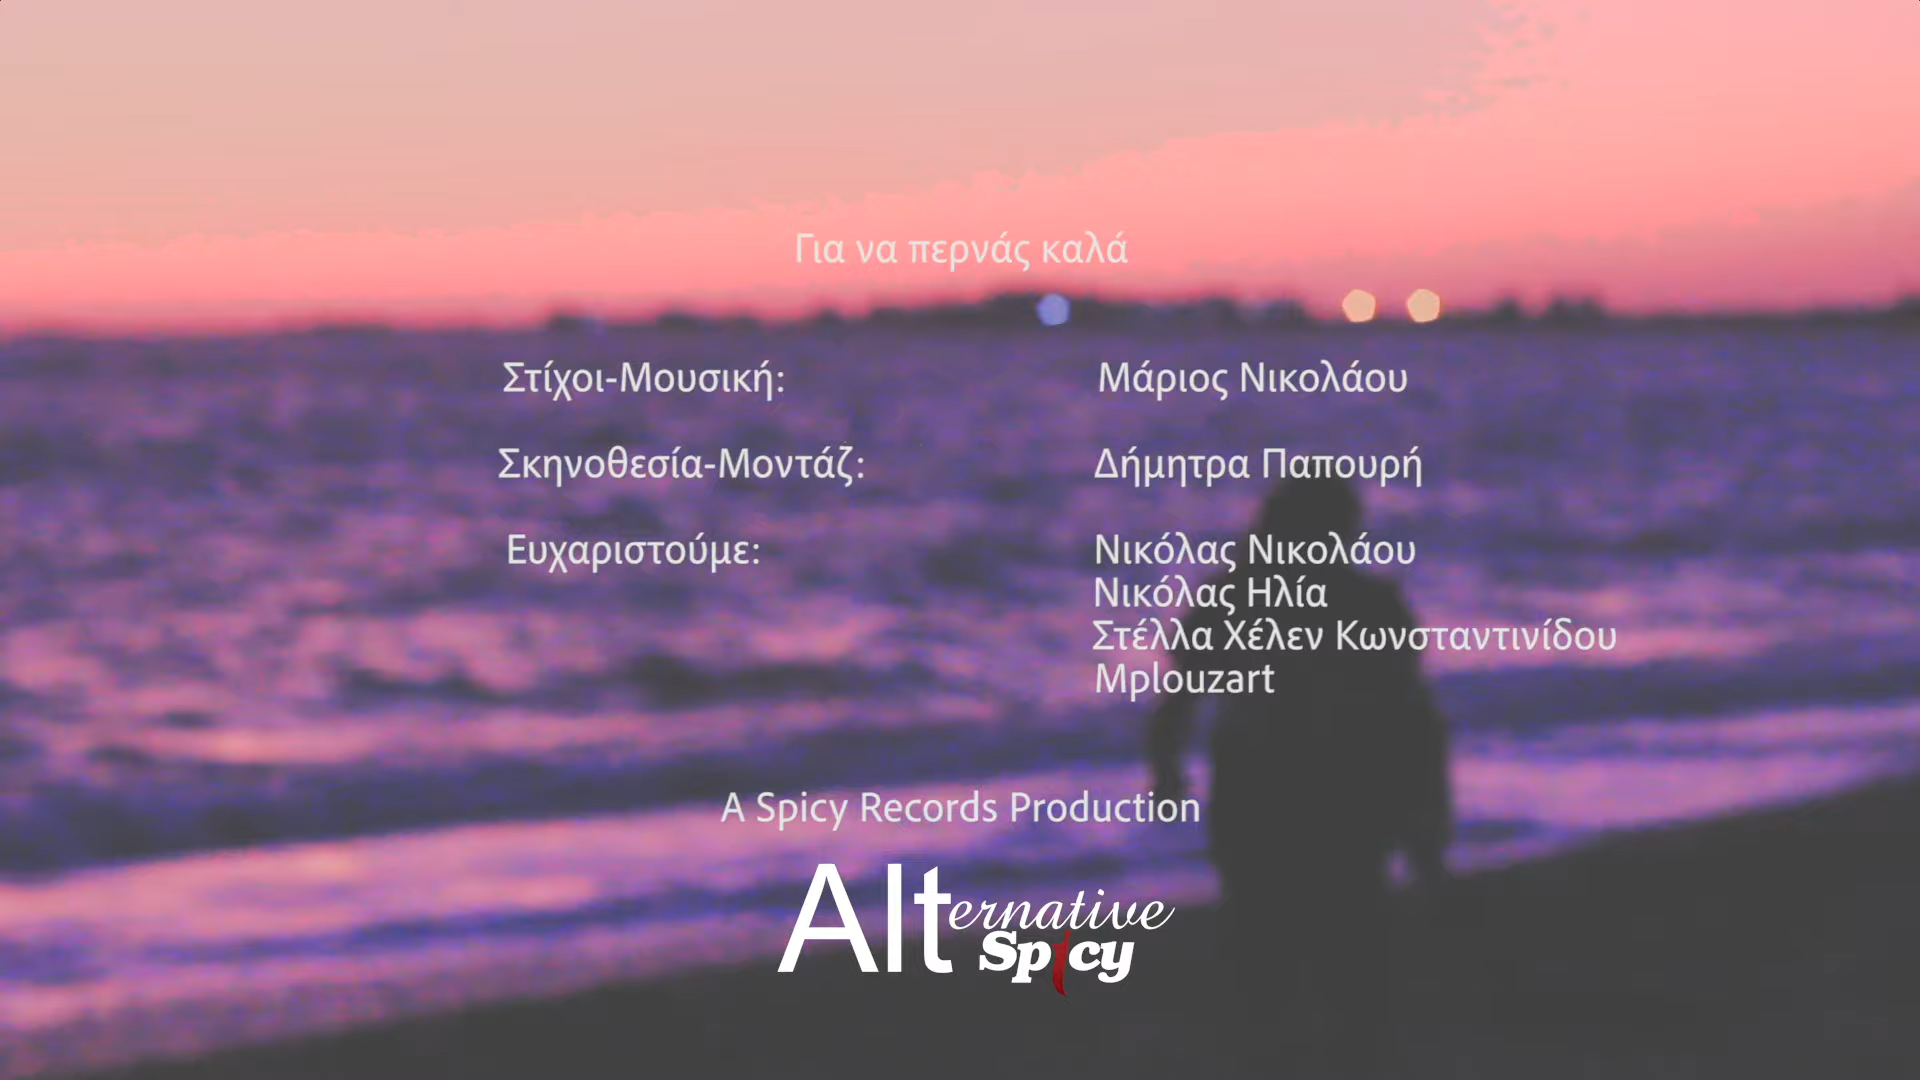 Για να περνάς καλά
Στίχοι-Μουσική: Μάριος Νικολάου
Σκηνοθεσία-Μοντάζ: Δήμητρα Παπουρή
Ευχαριστούμε: Νικόλας Νικολάου
Νικόλας Ηλία
Στέλλα Χέλεν Κωνσταντινίδου
Mplouzart
A Spicy Records Production
Alternative
Spicy